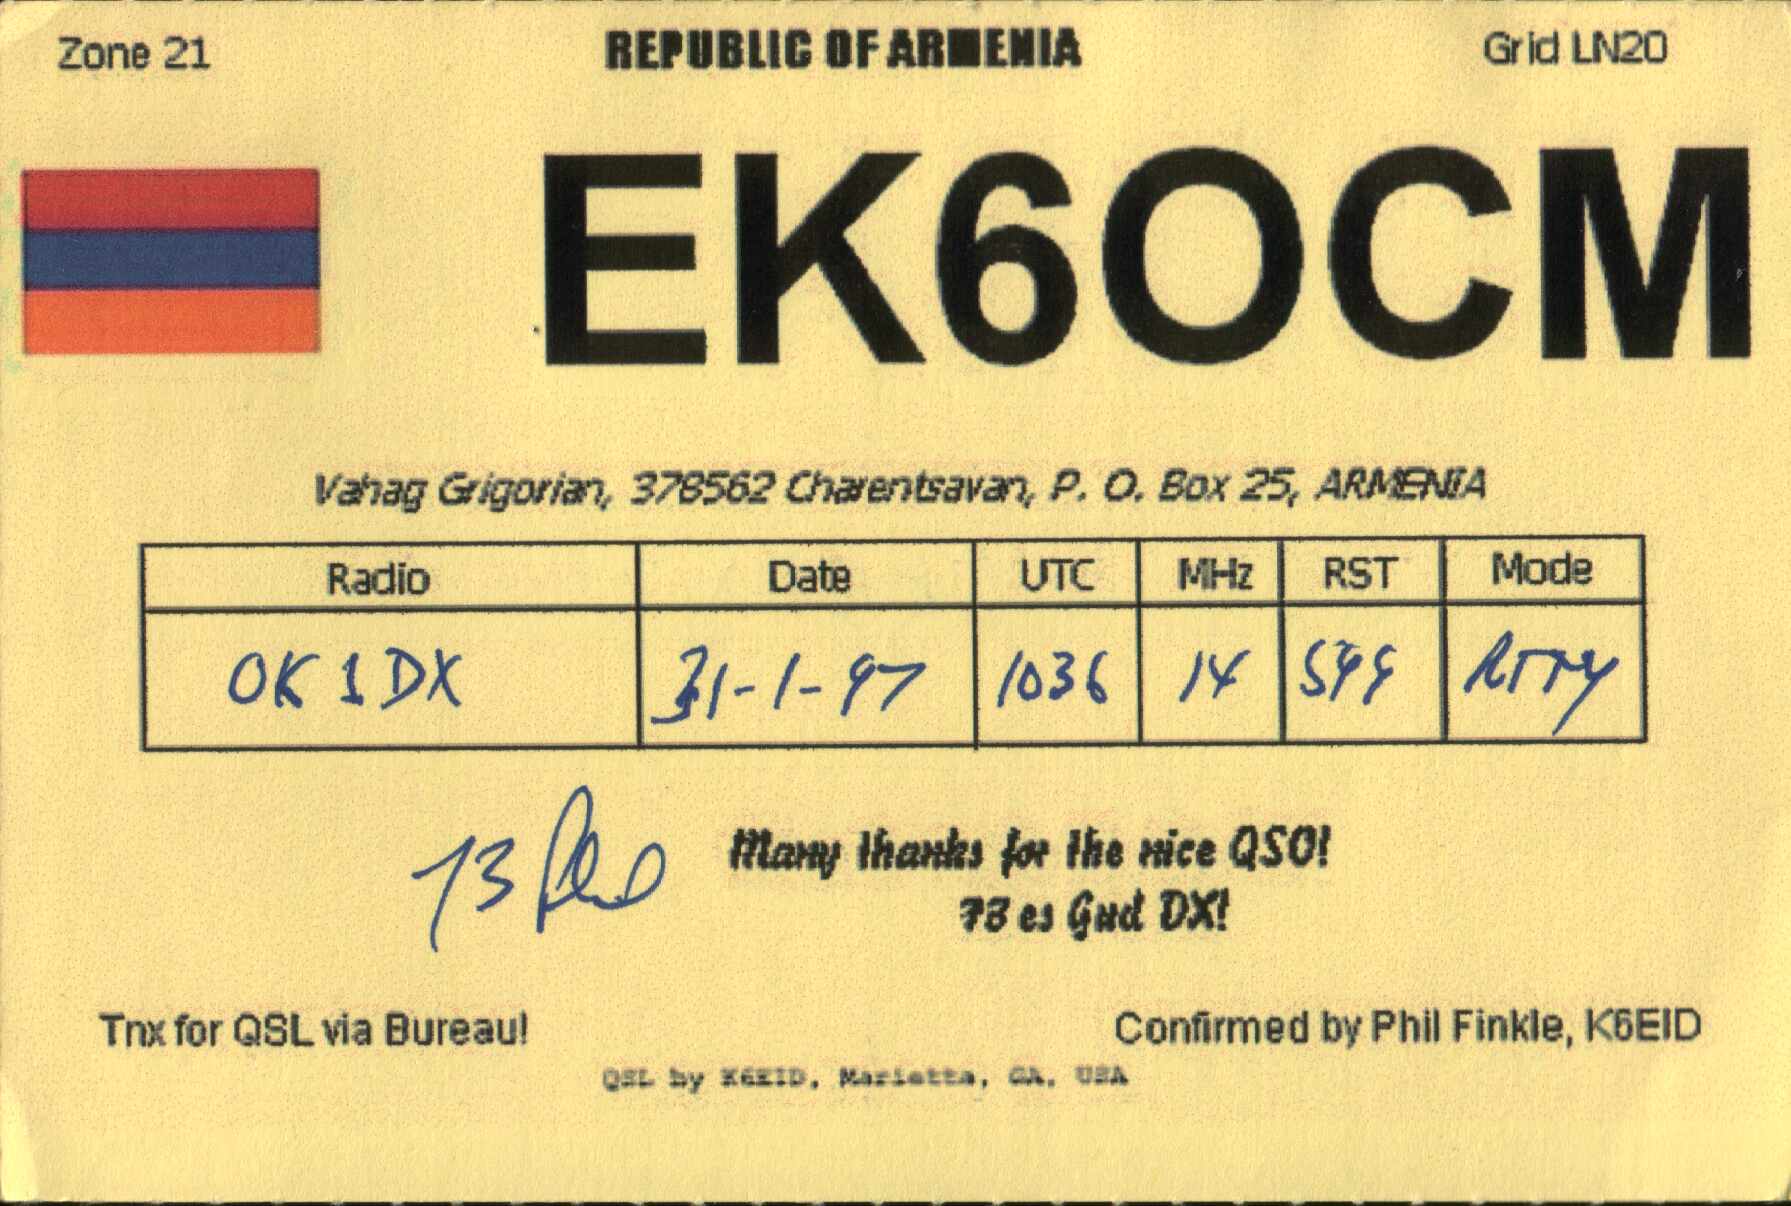 Zone 21 REPUBLIC OF ARMENIA Grid LN20
EK6OCM
Vahag Grigorian, 378562 Charentsavan, P. O. Box 25, ARMENIA
Radio Date UTC MHz RST Mode
OK1DX 31-1-97 1036 14 599 RTTY
73 Phil Many thanks for the nice QSO!
73 es Gud DX!
Tnx for QSL via Bureau! Confirmed by Phil Finkle, K6EID
QSL by K6EID, Marietta, GA, USA